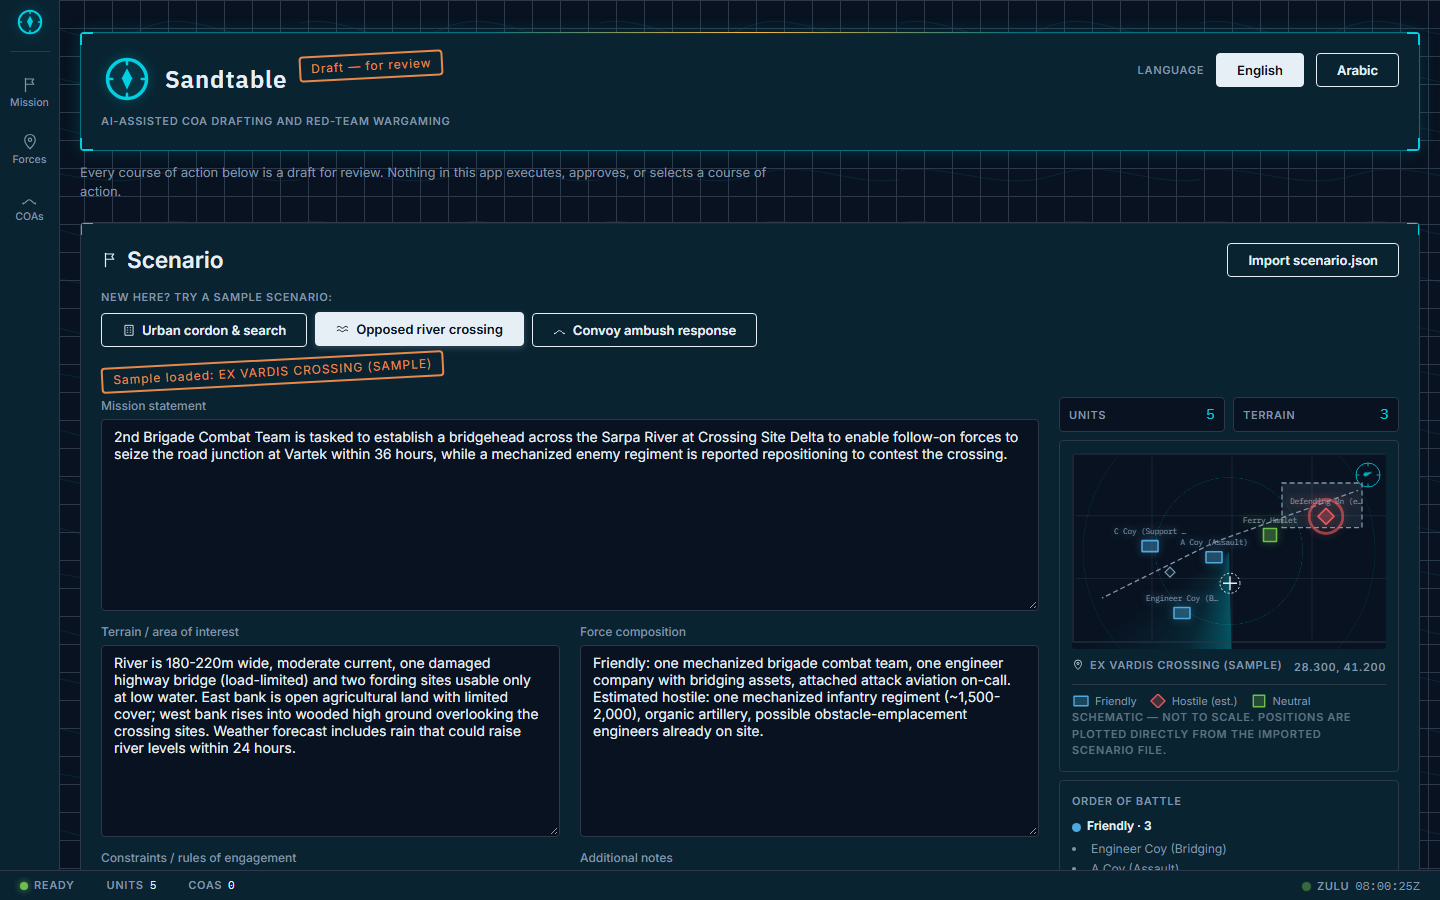 Mission
Forces
COAs
Sandtable
Draft — for review
AI-ASSISTED COA DRAFTING AND RED-TEAM WARGAMING
LANGUAGE
English
Arabic
Every course of action below is a draft for review. Nothing in this app executes, approves, or selects a course of
action.
Scenario
Import scenario.json
NEW HERE? TRY A SAMPLE SCENARIO:
Urban cordon & search
Opposed river crossing
Convoy ambush response
Sample loaded: EX VARDIS CROSSING (SAMPLE)
Mission statement
2nd Brigade Combat Team is tasked to establish a bridgehead across the Sarpa River at Crossing Site Delta to enable follow-on forces to
seize the road junction at Vartek within 36 hours, while a mechanized enemy regiment is reported repositioning to contest the crossing.
Terrain / area of interest
River is 180-220m wide, moderate current, one damaged
highway bridge (load-limited) and two fording sites usable only
at low water. East bank is open agricultural land with limited
cover; west bank rises into wooded high ground overlooking the
crossing sites. Weather forecast includes rain that could raise
river levels within 24 hours.
Force composition
Friendly: one mechanized brigade combat team, one engineer
company with bridging assets, attached attack aviation on-call.
Estimated hostile: one mechanized infantry regiment (~1,500-
2,000), organic artillery, possible obstacle-emplacement
engineers already on site.
Constraints / rules of engagement
Additional notes
UNITS 5
TERRAIN 3
Defending Bn (e…
Ferry Hamlet
C Coy (Support …
A Coy (Assault)
Engineer Coy (B…
EX VARDIS CROSSING (SAMPLE)
28.300, 41.200
Friendly
Hostile (est.)
Neutral
SCHEMATIC — NOT TO SCALE. POSITIONS ARE
PLOTTED DIRECTLY FROM THE IMPORTED
SCENARIO FILE.
ORDER OF BATTLE
Friendly · 3
Engineer Coy (Bridging)
A Coy (Assault)
READY
UNITS 5
COAS 0
ZULU 08:00:25Z